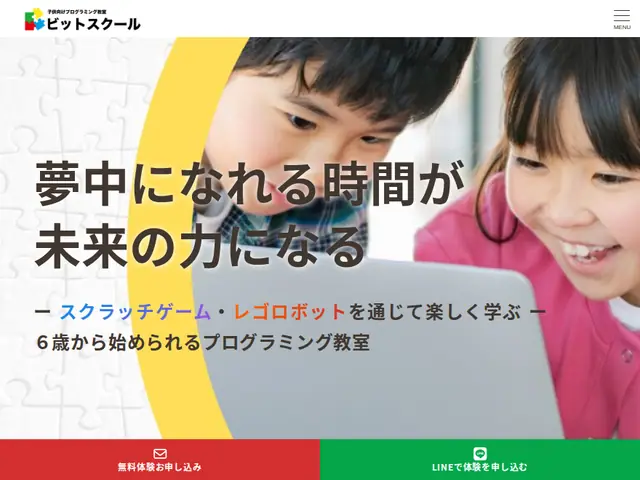 子供向けプログラミング教室
ビットスクール
MENU
夢中になれる時間が
未来の力になる
ー スクラッチゲーム・レゴロボットを通じて楽しく学ぶ ー
６歳から始められるプログラミング教室
無料体験お申し込み
LINEで体験を申し込む